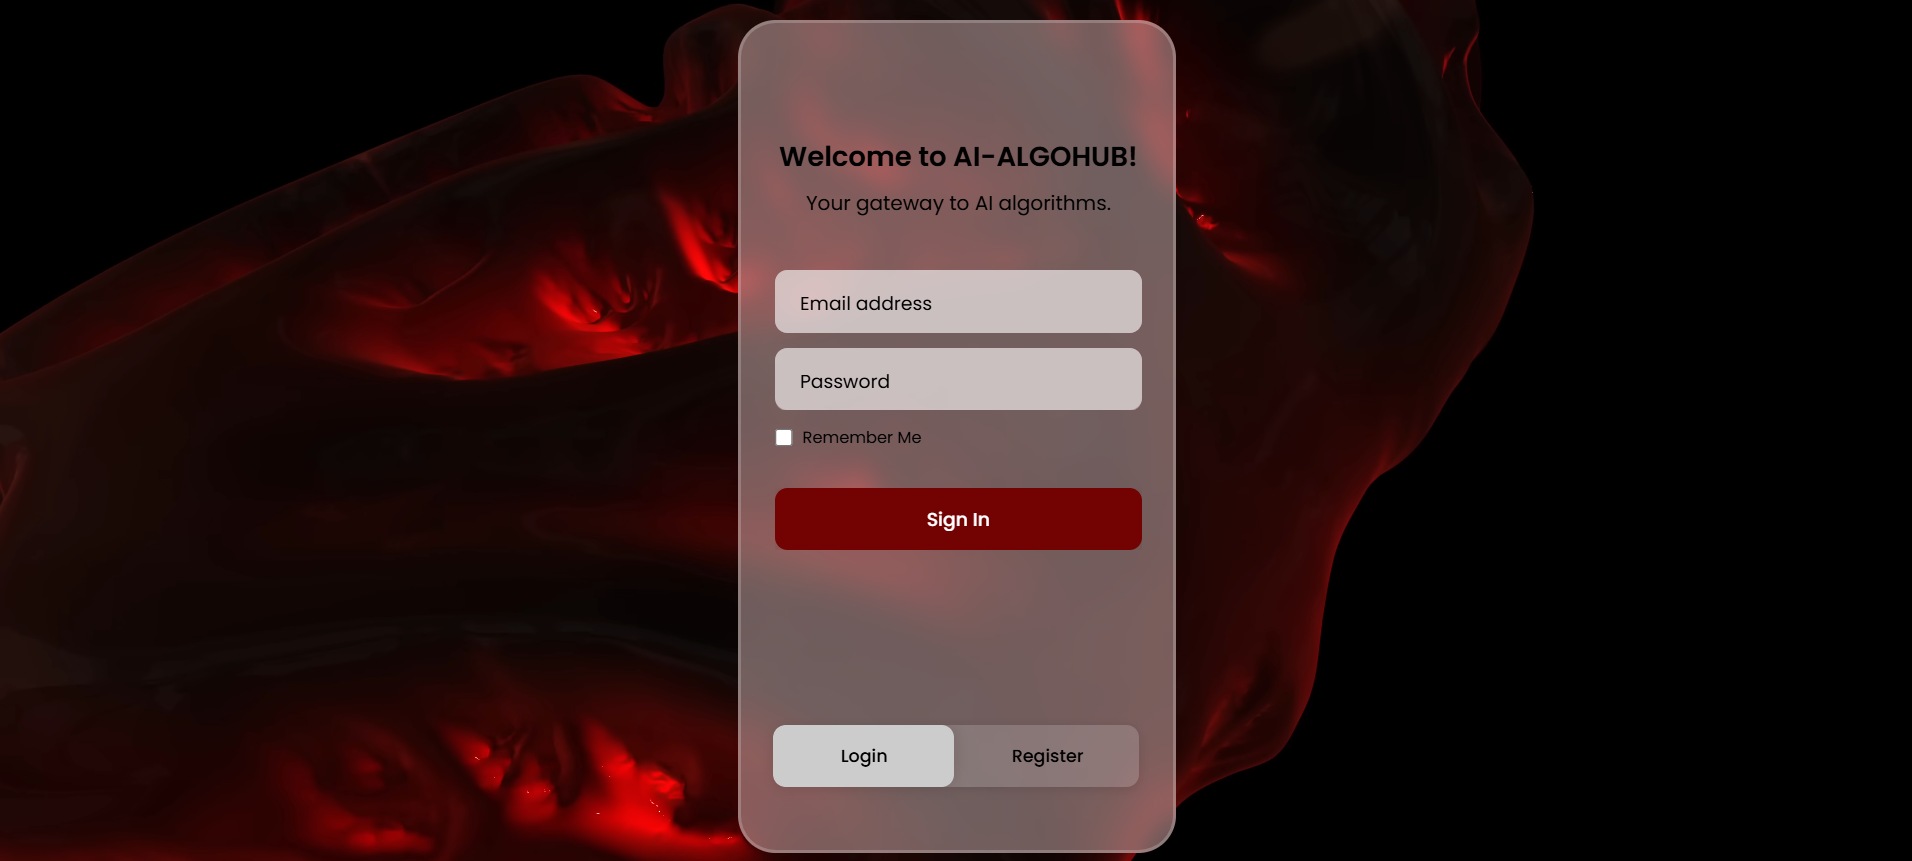 Welcome to AI-ALGOHUB!
Your gateway to AI algorithms.
Email address
Password
Remember Me
Sign In
Login
Register